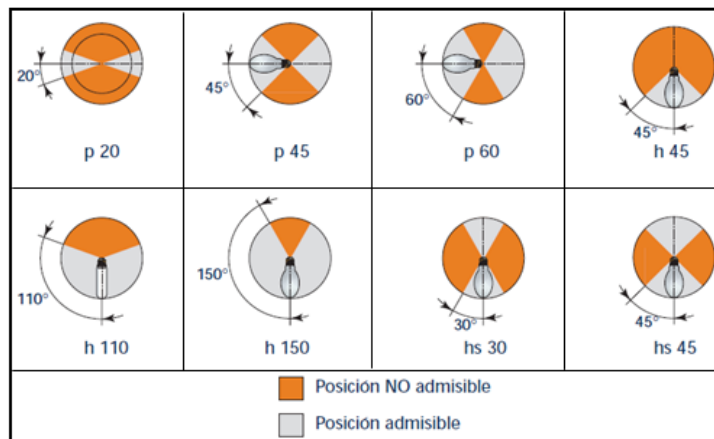 20°
p 20
45°
p 45
60°
p 60
45°
h 45
110°
h 110
150°
h 150
30°
hs 30
45°
hs 45
Posición NO admisible
Posición admisible